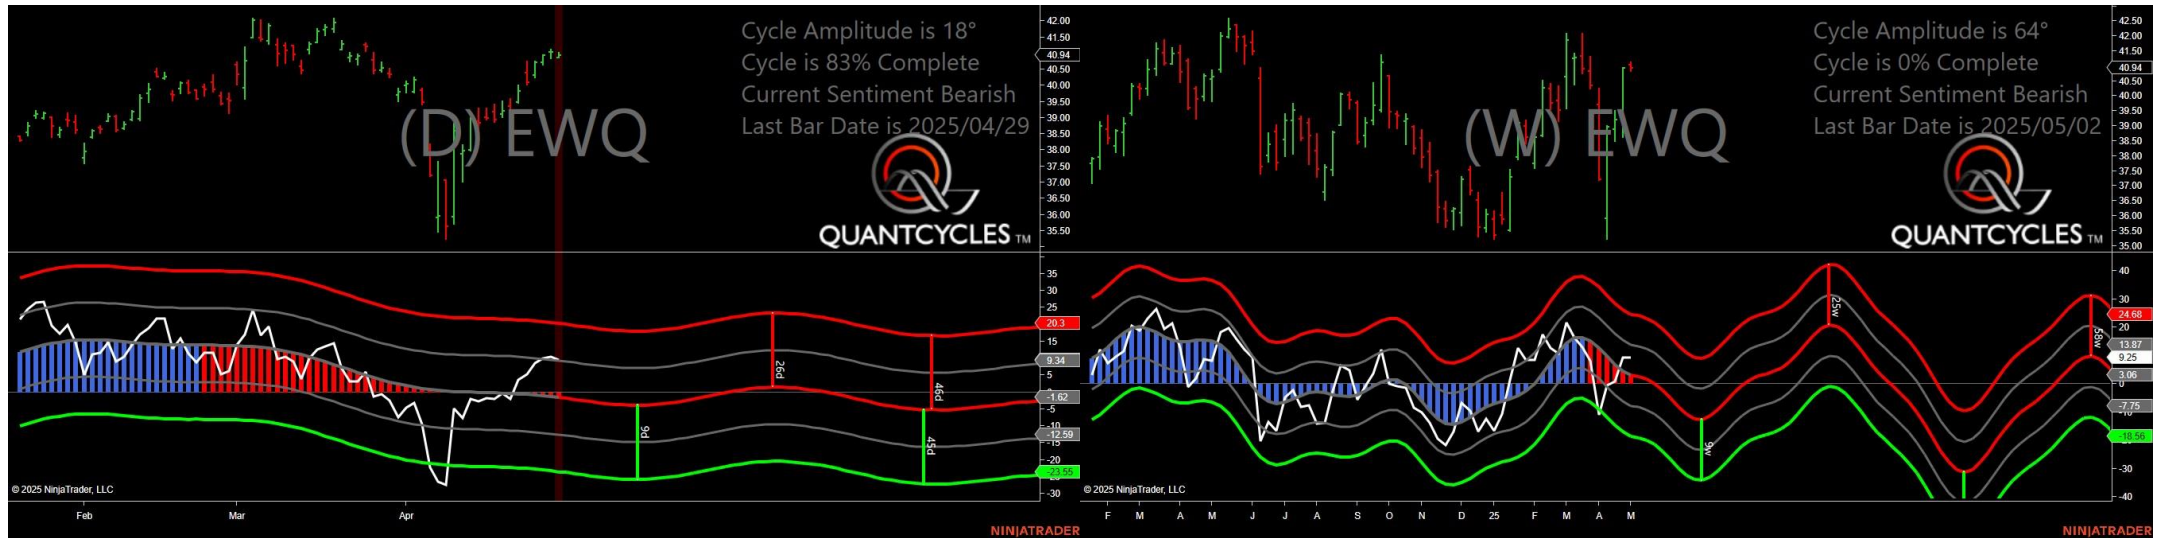 Cycle Amplitude is 18°
Cycle is 83% Complete
Current Sentiment Bearish
Last Bar Date is 2025/04/29
(D) EWQ
QUANTCYCLES TM
42.00
41.50
40.94
40.50
40.00
39.50
39.00
38.50
38.00
37.50
37.00
36.50
36.00
35.50
35
30
25
20.3
15
9.34
5
-1.62
-5
-10
-12.59
-15
-20
-23.55
-30
9d
26d
45d
46d
© 2025 NinjaTrader, LLC
Feb Mar Apr
NINJATRADER
Cycle Amplitude is 64°
Cycle is 0% Complete
Current Sentiment Bearish
Last Bar Date is 2025/05/02
(W) EWQ
QUANTCYCLES TM
42.50
42.00
41.50
40.94
40.50
40.00
39.50
39.00
38.50
38.00
37.50
37.00
36.50
36.00
35.50
35.00
40
30
24.68
20
13.87
9.25
3.06
0
-7.75
-18.56
-30
-40
9w
25w
58w
© 2025 NinjaTrader, LLC
F M A M J J A S O N D 25 F M A M
NINJATRADER